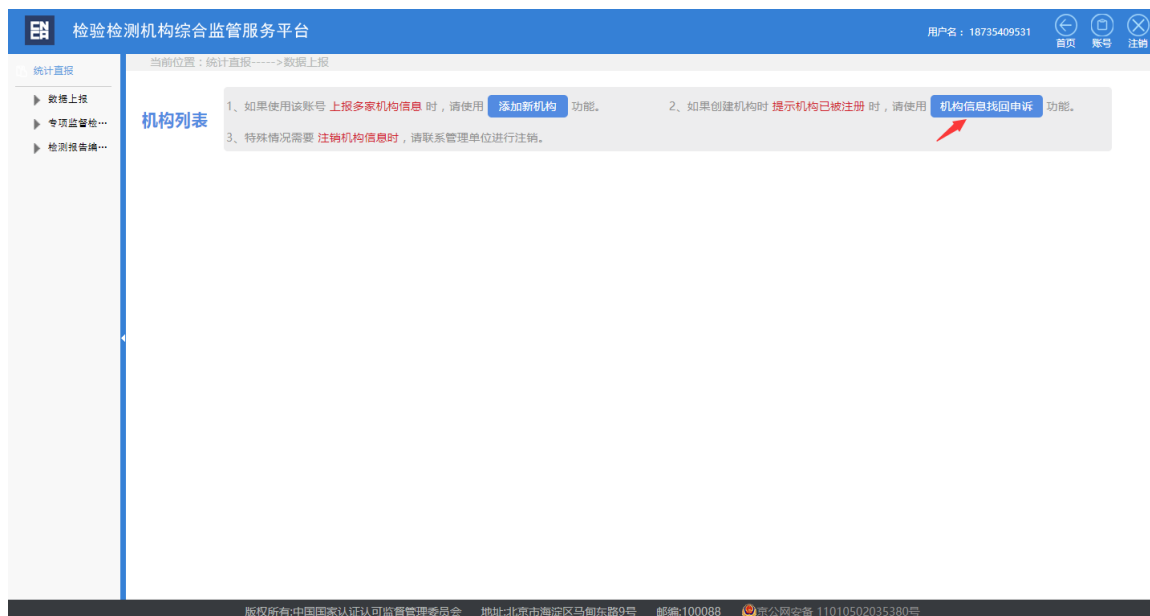 检验检测机构综合监管服务平台
用户名：18735409531
首页 账号 注销
统计直报
当前位置：统计直报----->数据上报
数据上报
专项监督检…
检测报告编…
机构列表
1、如果使用该账号 上报多家机构信息 时，请使用 添加新机构 功能。
2、如果创建机构时 提示机构已被注册 时，请使用 机构信息找回申诉 功能。
3、特殊情况需要 注销机构信息时，请联系管理单位进行注销。
版权所有:中国国家认证认可监督管理委员会 地址:北京市海淀区马甸东路9号 邮编:100088 京公网安备 11010502035380号